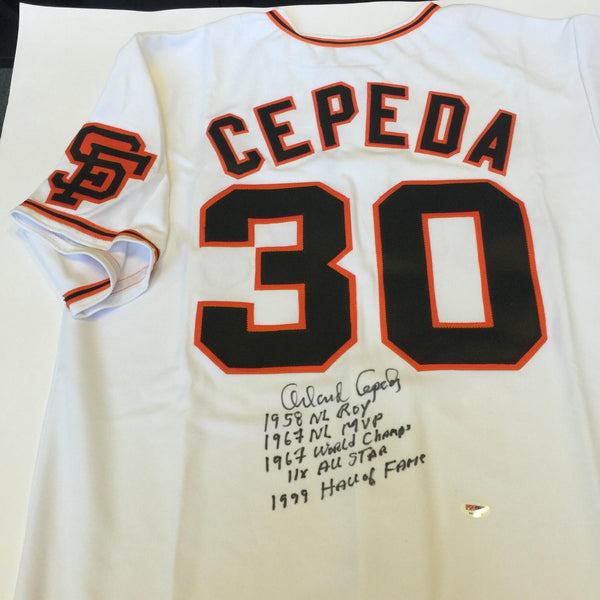 SF
CEPEDA
30
Orlando Cepeda
1958 NL ROY
1967 NL MVP
1967 WORLD CHAMPS
11x ALL STAR
1999 HALL OF FAME